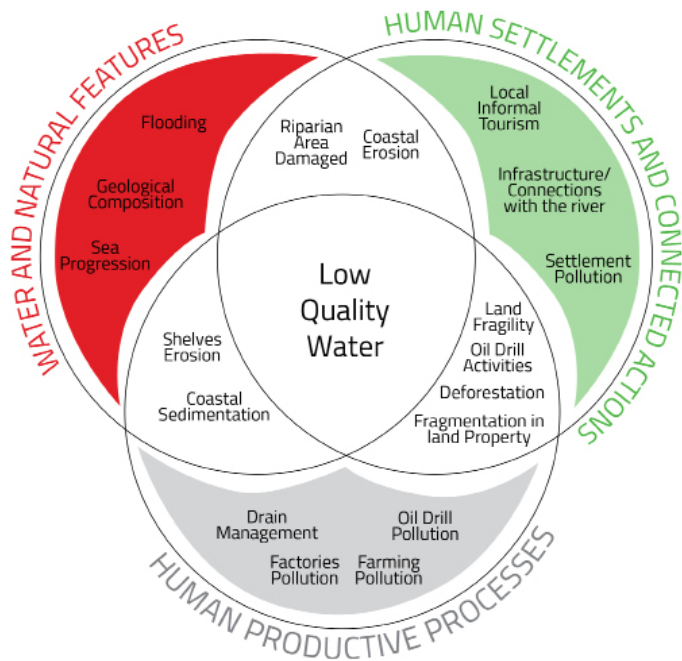 WATER AND NATURAL FEATURES
HUMAN SETTLEMENTS AND CONNECTED ACTIONS
Flooding
Geological
Composition
Sea
Progression
Riparian
Area
Damaged
Coastal
Erosion
Local
Informal
Tourism
Infrastructure/
Connections
with the river
Settlement
Pollution
Low
Quality
Water
Shelves
Erosion
Coastal
Sedimentation
Land
Fragility
Oil Drill
Activities
Deforestation
Fragmentation in
land Property
Drain
Management
Oil Drill
Pollution
Factories
Pollution
Farming
Pollution
HUMAN PRODUCTIVE PROCESSES